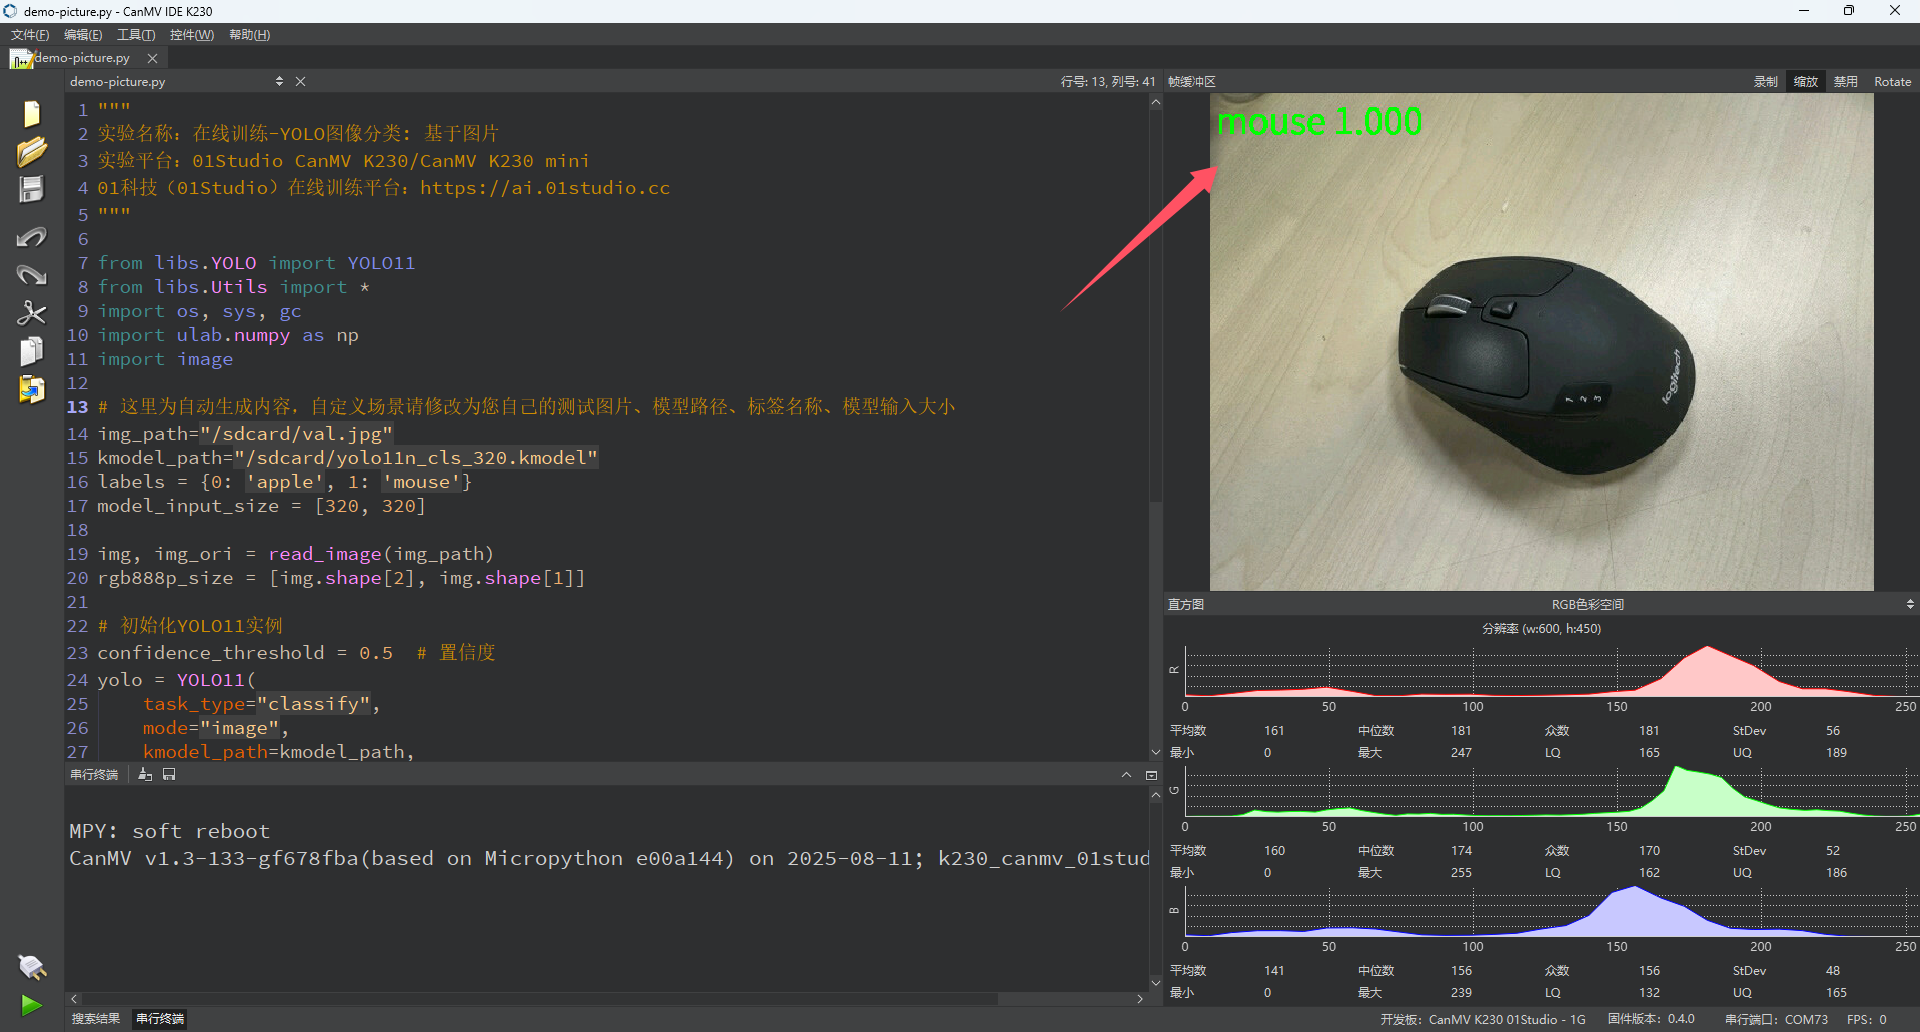 demo-picture.py - CanMV IDE K230
文件(F) 编辑(E) 工具(T) 控件(W) 帮助(H)
demo-picture.py
demo-picture.py
行号: 13, 列号: 41
1 """
2 实验名称：在线训练-YOLO图像分类: 基于图片
3 实验平台：01Studio CanMV K230/CanMV K230 mini
4 01科技（01Studio）在线训练平台：https://ai.01studio.cc
5 """
6
7 from libs.YOLO import YOLO11
8 from libs.Utils import *
9 import os, sys, gc
10 import ulab.numpy as np
11 import image
12
13 # 这里为自动生成内容，自定义场景请修改为您自己的测试图片、模型路径、标签名称、模型输入大小
14 img_path="/sdcard/val.jpg"
15 kmodel_path="/sdcard/yolo11n_cls_320.kmodel"
16 labels = {0: 'apple', 1: 'mouse'}
17 model_input_size = [320, 320]
18
19 img, img_ori = read_image(img_path)
20 rgb888p_size = [img.shape[2], img.shape[1]]
21
22 # 初始化YOLO11实例
23 confidence_threshold = 0.5  # 置信度
24 yolo = YOLO11(
25     task_type="classify",
26     mode="image",
27     kmodel_path=kmodel_path,
串行终端
MPY: soft reboot
CanMV v1.3-133-gf678fba(based on Micropython e00a144) on 2025-08-11; k230_canmv_01stud
搜索结果 串行终端
帧缓冲区 录制 缩放 禁用 Rotate
mouse 1.000
logitech
1 2 3
直方图 RGB色彩空间
分辨率 (w:600, h:450)
R
0 50 100 150 200 250
平均数 161 中位数 181 众数 181 StDev 56
最小 0 最大 247 LQ 165 UQ 189
G
0 50 100 150 200 250
平均数 160 中位数 174 众数 170 StDev 52
最小 0 最大 255 LQ 162 UQ 186
B
0 50 100 150 200 250
平均数 141 中位数 156 众数 156 StDev 48
最小 0 最大 239 LQ 132 UQ 165
开发板：CanMV K230 01Studio - 1G 固件版本：0.4.0 串行端口：COM73 FPS: 0